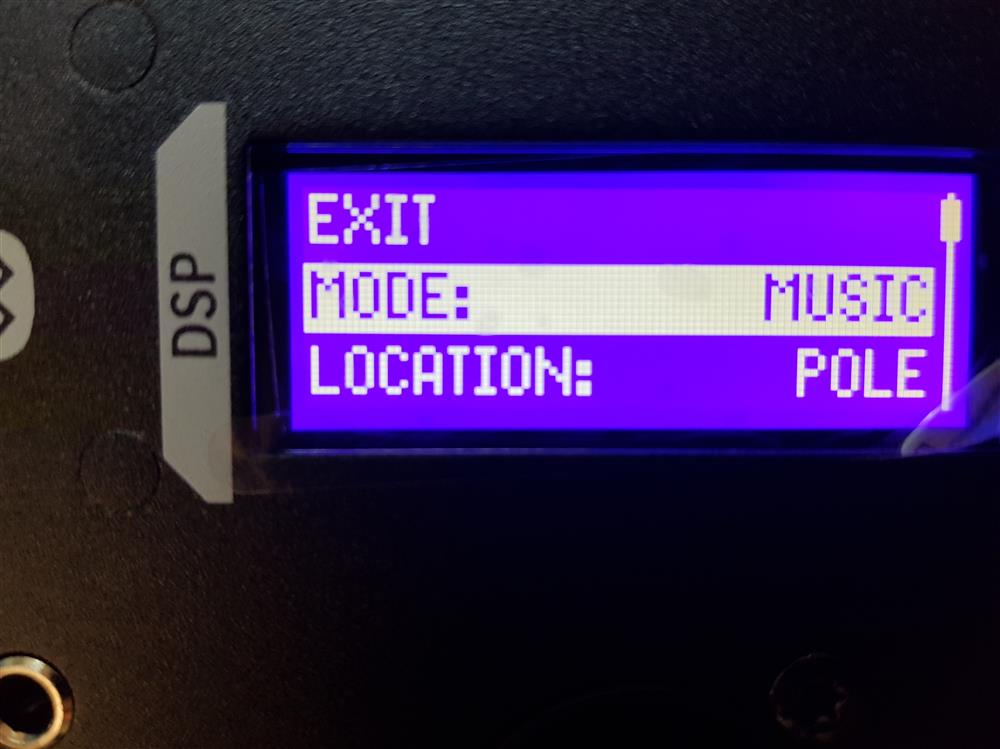 DSP
EXIT
MODE: MUSIC
LOCATION: POLE